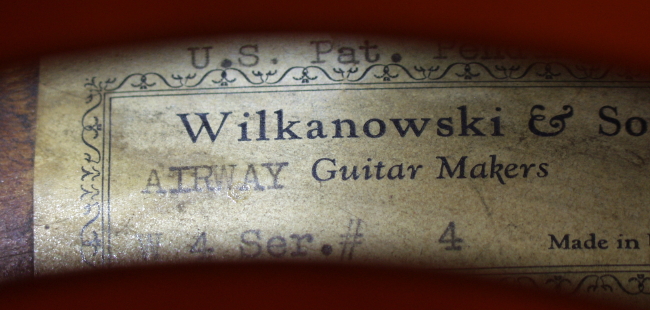 U.S. Pat.
Wilkanowski & So
AIRWAY Guitar Makers
4 Ser.# 4
Made in